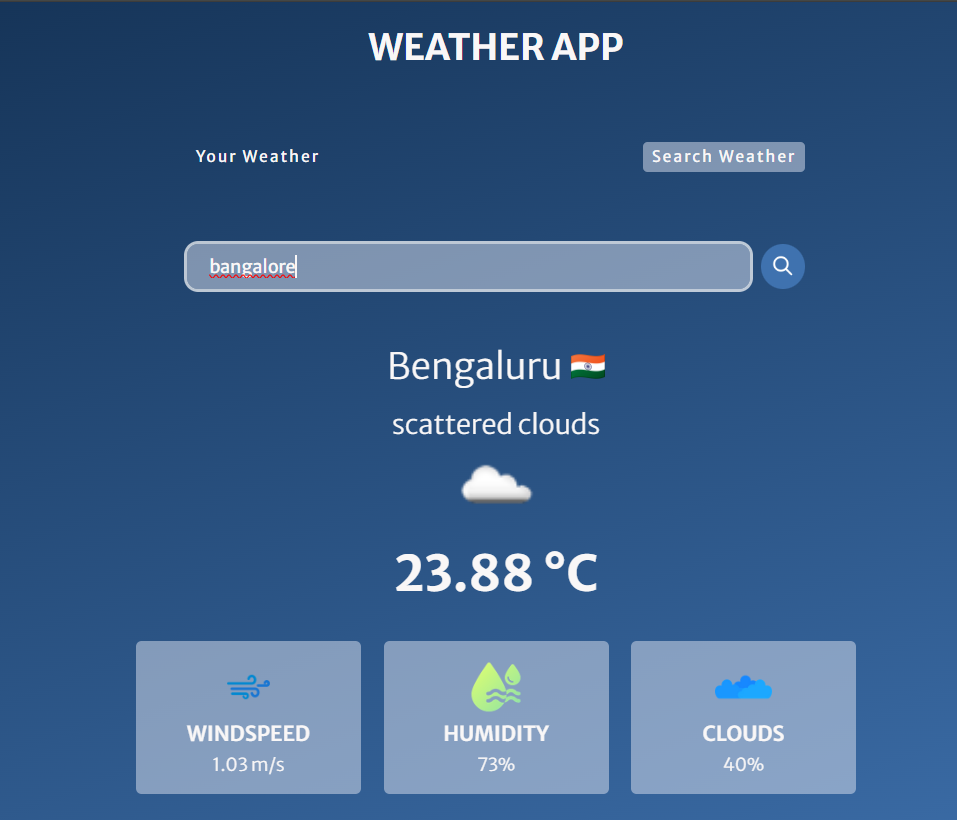 WEATHER APP
Your Weather
Search Weather
bangalore
Bengaluru
scattered clouds
23.88 °C
WINDSPEED
1.03 m/s
HUMIDITY
73%
CLOUDS
40%